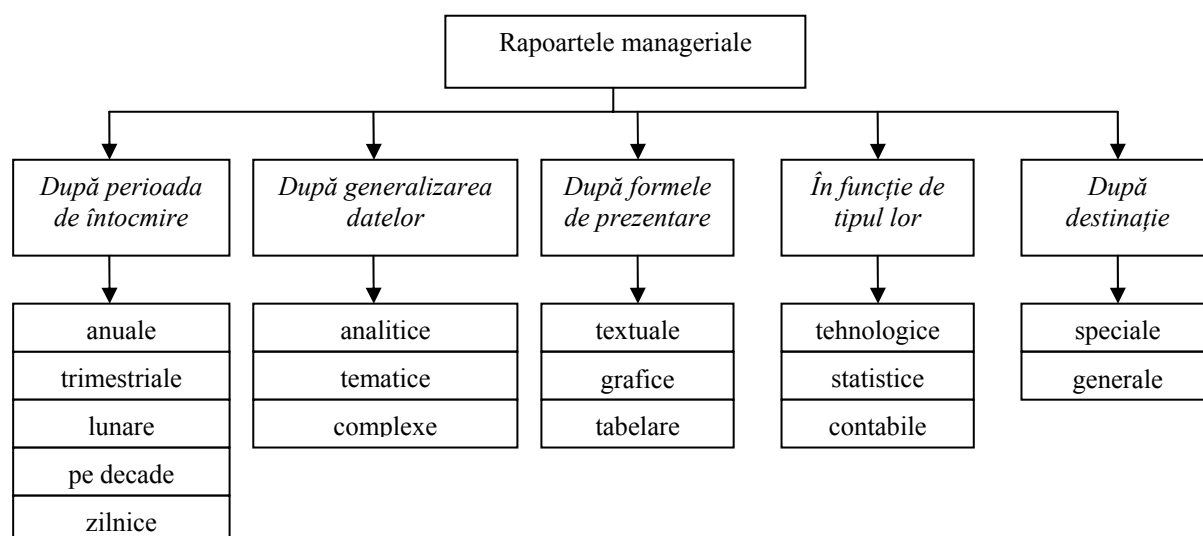 Rapoartele manageriale
După perioada
de întocmire
anuale
trimestriale
lunare
pe decade
zilnice
După generalizarea
datelor
analitice
tematice
complexe
După formele
de prezentare
textuale
grafice
tabelare
În funcție de
tipul lor
tehnologice
statistice
contabile
După
destinație
speciale
generale